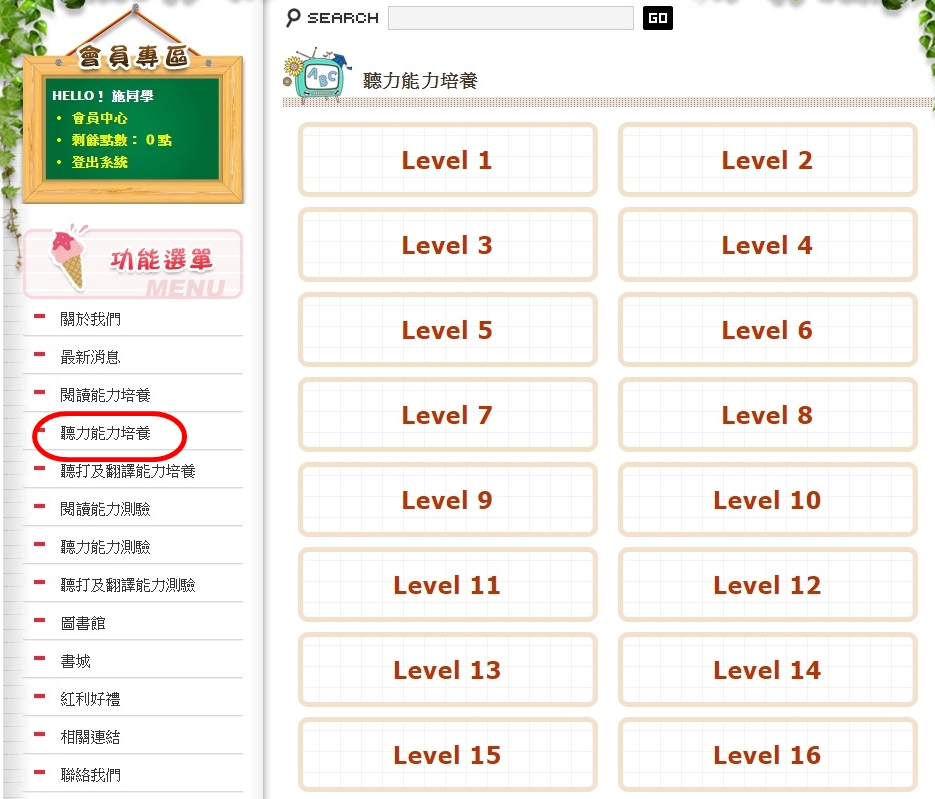 會員專區
HELLO！ 施同學
會員中心
剩餘點數： 0 點
登出系統
功能選單
MENU
關於我們
最新消息
閱讀能力培養
聽力能力培養
聽打及翻譯能力培養
閱讀能力測驗
聽力能力測驗
聽打及翻譯能力測驗
圖書館
書城
紅利好禮
相關連結
聯絡我們
SEARCH GO
ABC
聽力能力培養
Level 1 Level 2
Level 3 Level 4
Level 5 Level 6
Level 7 Level 8
Level 9 Level 10
Level 11 Level 12
Level 13 Level 14
Level 15 Level 16